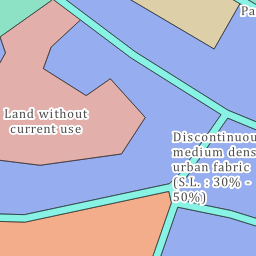 Pa
Land without
current use
Discontinuou
medium dens
urban fabric
(S.L. : 30% -
50%)